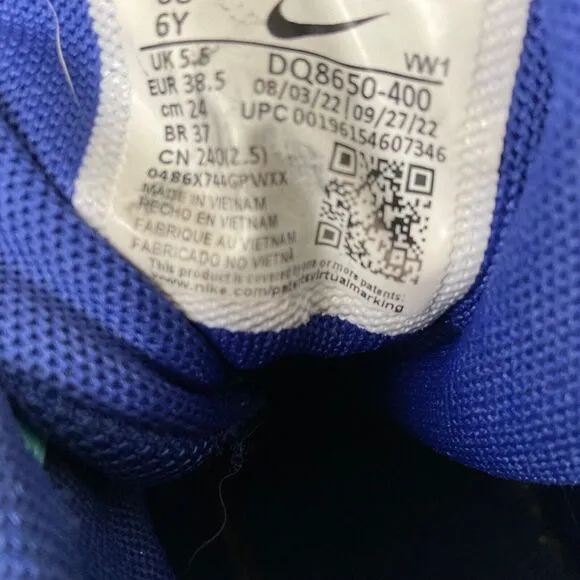 US
6Y
UK 5.5
EUR 38.5
cm 24
BR 37
CN 240(2.5)
VW1
DQ8650-400
08/03/22 | 09/27/22
UPC 00196154607346
0486X744GPWXX
MADE IN VIETNAM
HECHO EN VIETNAM
FABRIQUE AU VIETNAM
FABRICADO NO VIETNÃ
This product is covered by one or more patents:
www.nike.com/patentsvirtualmarking